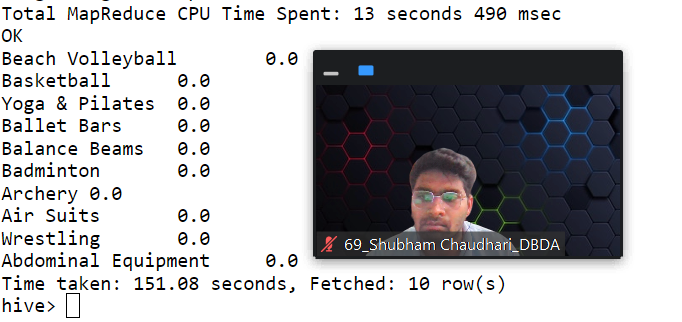 Total MapReduce CPU Time Spent: 13 seconds 490 msec
OK
Beach Volleyball 0.0
Basketball 0.0
Yoga & Pilates 0.0
Ballet Bars 0.0
Balance Beams 0.0
Badminton 0.0
Archery 0.0
Air Suits 0.0
Wrestling 0.0
Abdominal Equipment 0.0
Time taken: 151.08 seconds, Fetched: 10 row(s)
hive>
69_Shubham Chaudhari_DBDA